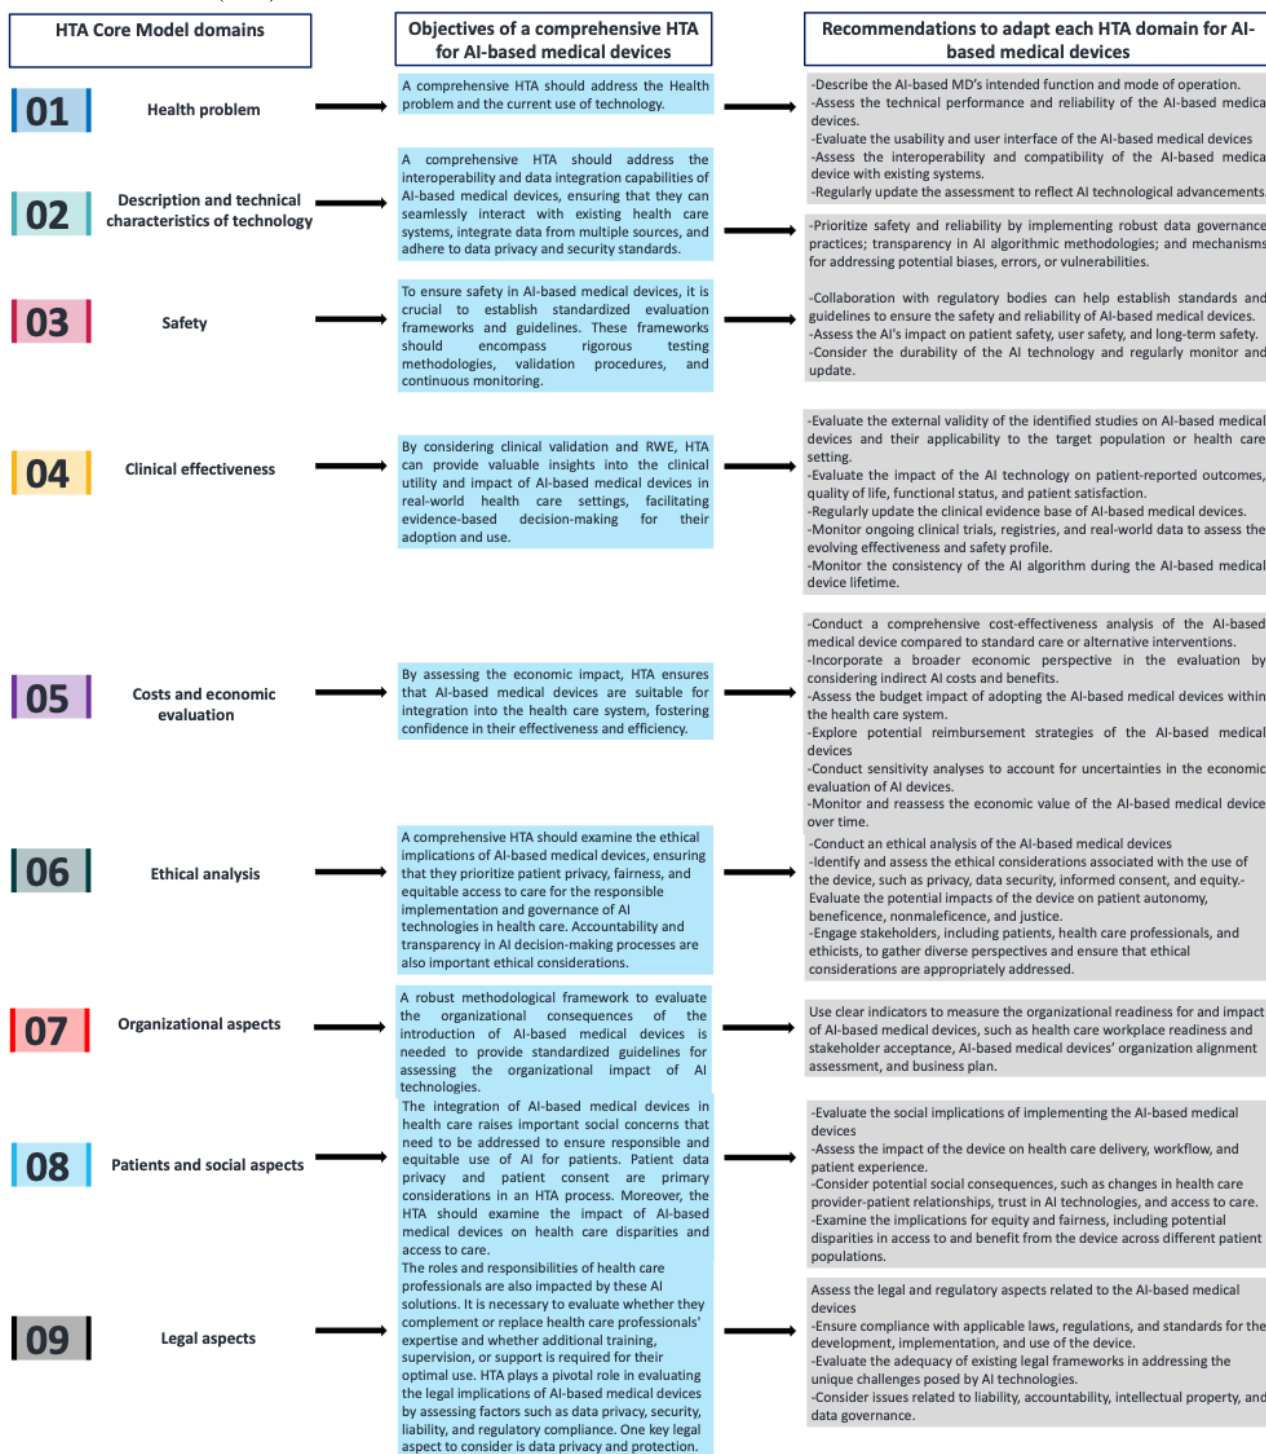 HTA Core Model domains
Objectives of a comprehensive HTA
for AI-based medical devices
Recommendations to adapt each HTA domain for AI-
based medical devices
01
Health problem
A comprehensive HTA should address the Health
problem and the current use of technology.
-Describe the AI-based MD's intended function and mode of operation.
-Assess the technical performance and reliability of the AI-based medical
devices.
-Evaluate the usability and user interface of the AI-based medical devices
-Assess the interoperability and compatibility of the AI-based medical
device with existing systems.
-Regularly update the assessment to reflect AI technological advancements.
02
Description and technical
characteristics of technology
A comprehensive HTA should address the
interoperability and data integration capabilities of
AI-based medical devices, ensuring that they can
seamlessly interact with existing health care
systems, integrate data from multiple sources, and
adhere to data privacy and security standards.
-Prioritize safety and reliability by implementing robust data governance
practices; transparency in AI algorithmic methodologies; and mechanisms
for addressing potential biases, errors, or vulnerabilities.
-Collaboration with regulatory bodies can help establish standards and
guidelines to ensure the safety and reliability of AI-based medical devices.
-Assess the AI's impact on patient safety, user safety, and long-term safety.
-Consider the durability of the AI technology and regularly monitor and
update.
03
Safety
To ensure safety in AI-based medical devices, it is
crucial to establish standardized evaluation
frameworks and guidelines. These frameworks
should encompass rigorous testing
methodologies, validation procedures, and
continuous monitoring.
04
Clinical effectiveness
By considering clinical validation and RWE, HTA
can provide valuable insights into the clinical
utility and impact of AI-based medical devices in
real-world health care settings, facilitating
evidence-based decision-making for their
adoption and use.
-Evaluate the external validity of the identified studies on AI-based medical
devices and their applicability to the target population or health care
setting.
-Evaluate the impact of the AI technology on patient-reported outcomes,
quality of life, functional status, and patient satisfaction.
-Regularly update the clinical evidence base of AI-based medical devices.
-Monitor ongoing clinical trials, registries, and real-world data to assess the
evolving effectiveness and safety profile.
-Monitor the consistency of the AI algorithm during the AI-based medical
device lifetime.
05
Costs and economic
evaluation
By assessing the economic impact, HTA ensures
that AI-based medical devices are suitable for
integration into the health care system, fostering
confidence in their effectiveness and efficiency.
-Conduct a comprehensive cost-effectiveness analysis of the AI-based
medical device compared to standard care or alternative interventions.
-Incorporate a broader economic perspective in the evaluation by
considering indirect AI costs and benefits.
-Assess the budget impact of adopting the AI-based medical devices within
the health care system.
-Explore potential reimbursement strategies of the AI-based medical
devices
-Conduct sensitivity analyses to account for uncertainties in the economic
evaluation of AI devices.
-Monitor and reassess the economic value of the AI-based medical device
over time.
06
Ethical analysis
A comprehensive HTA should examine the ethical
implications of AI-based medical devices, ensuring
that they prioritize patient privacy, fairness, and
equitable access to care for the responsible
implementation and governance of AI
technologies in health care. Accountability and
transparency in AI decision-making processes are
also important ethical considerations.
-Conduct an ethical analysis of the AI-based medical devices
-Identify and assess the ethical considerations associated with the use of
the device, such as privacy, data security, informed consent, and equity.-
Evaluate the potential impacts of the device on patient autonomy,
beneficence, nonmaleficence, and justice.
-Engage stakeholders, including patients, health care professionals, and
ethicists, to gather diverse perspectives and ensure that ethical
considerations are appropriately addressed.
07
Organizational aspects
A robust methodological framework to evaluate
the organizational consequences of the
introduction of AI-based medical devices is
needed to provide standardized guidelines for
assessing the organizational impact of AI
technologies.
Use clear indicators to measure the organizational readiness for and impact
of AI-based medical devices, such as health care workplace readiness and
stakeholder acceptance, AI-based medical devices' organization alignment
assessment, and business plan.
08
Patients and social aspects
The integration of AI-based medical devices in
health care raises important social concerns that
need to be addressed to ensure responsible and
equitable use of AI for patients. Patient data
privacy and patient consent are primary
considerations in an HTA process. Moreover, the
HTA should examine the impact of AI-based
medical devices on health care disparities and
access to care.
-Evaluate the social implications of implementing the AI-based medical
devices
-Assess the impact of the device on health care delivery, workflow, and
patient experience.
-Consider potential social consequences, such as changes in health care
provider-patient relationships, trust in AI technologies, and access to care.
-Examine the implications for equity and fairness, including potential
disparities in access to and benefit from the device across different patient
populations.
09
Legal aspects
The roles and responsibilities of health care
professionals are also impacted by these AI
solutions. It is necessary to evaluate whether they
complement or replace health care professionals'
expertise and whether additional training,
supervision, or support is required for their
optimal use. HTA plays a pivotal role in evaluating
the legal implications of AI-based medical devices
by assessing factors such as data privacy, security,
liability, and regulatory compliance. One key legal
aspect to consider is data privacy and protection.
Assess the legal and regulatory aspects related to the AI-based medical
devices
-Ensure compliance with applicable laws, regulations, and standards for the
development, implementation, and use of the device.
-Evaluate the adequacy of existing legal frameworks in addressing the
unique challenges posed by AI technologies.
-Consider issues related to liability, accountability, intellectual property, and
data governance.